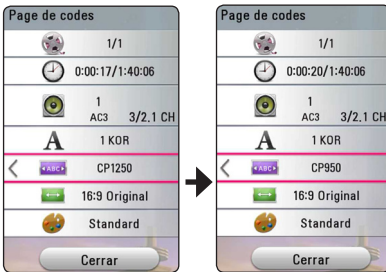 Page de codes
1/1
0:00:17/1:40:06
1
AC3 3/2.1 CH
A 1 KOR
ABC CP1250
16:9 Original
Standard
Cerrar
Page de codes
1/1
0:00:20/1:40:06
1
AC3 3/2.1 CH
A 1 KOR
ABC CP950
16:9 Original
Standard
Cerrar